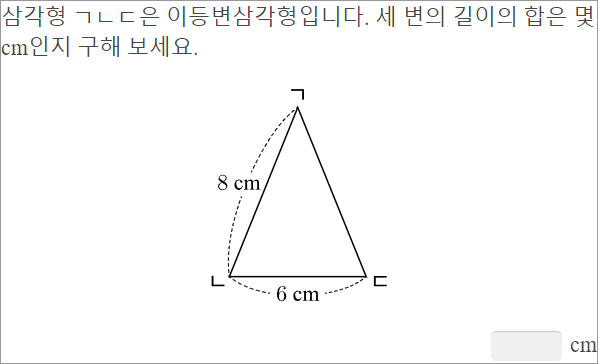 삼각형 ㄱㄴㄷ은 이등변삼각형입니다. 세 변의 길이의 합은 몇
cm인지 구해 보세요.
ㄱ
8 cm
ㄴ
ㄷ
6 cm
cm